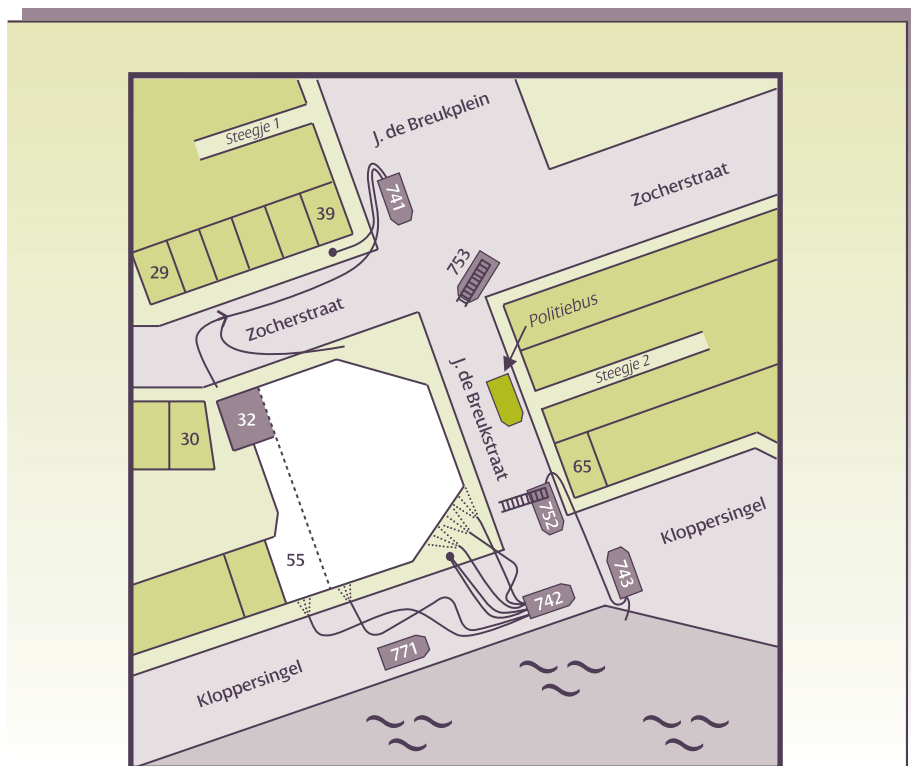 Steegje 1
J. de Breukplein
Zocherstraat
741
39
29
753
Politiebus
Zocherstraat
Steegje 2
J. de Breukstraat
32
30
65
752
Kloppersingel
55
743
742
771
Kloppersingel